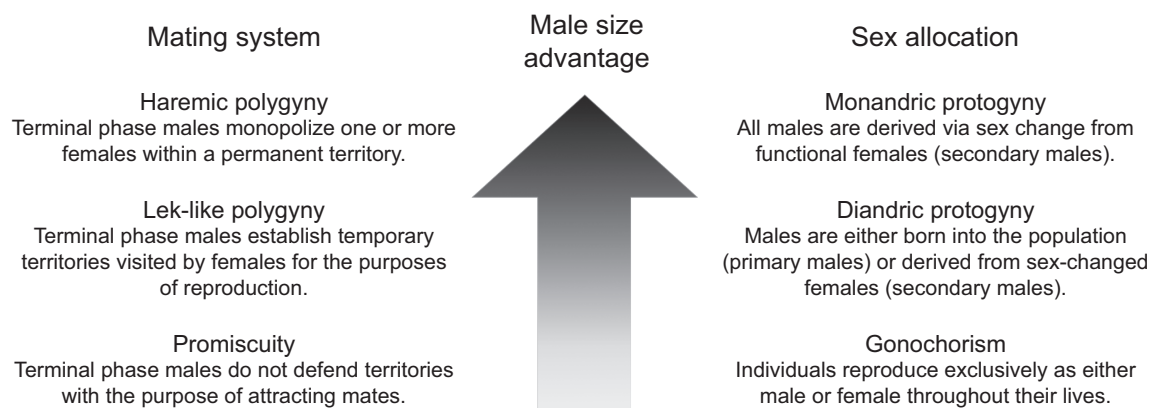 Mating system
Haremic polygyny
Terminal phase males monopolize one or more
females within a permanent territory.
Lek-like polygyny
Terminal phase males establish temporary
territories visited by females for the purposes
of reproduction.
Promiscuity
Terminal phase males do not defend territories
with the purpose of attracting mates.
Male size
advantage
Sex allocation
Monandric protogyny
All males are derived via sex change from
functional females (secondary males).
Diandric protogyny
Males are either born into the population
(primary males) or derived from sex-changed
females (secondary males).
Gonochorism
Individuals reproduce exclusively as either
male or female throughout their lives.